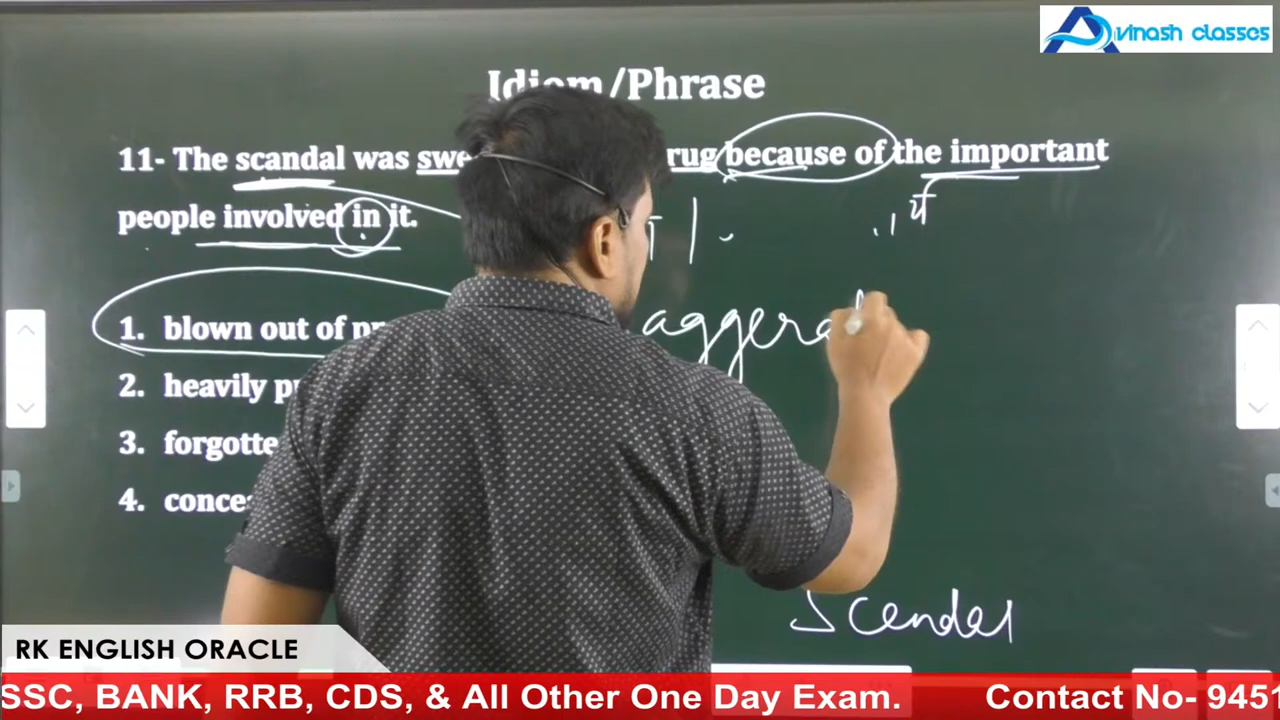 Avinash classes
Idiom/Phrase
11- The scandal was swe rug because of the important
people involved in it.
1. blown out of pr
aggera
2. heavily pr
3. forgotte
4. concea
Scendel
RK ENGLISH ORACLE
SSC, BANK, RRB, CDS, & All Other One Day Exam. Contact No- 9451